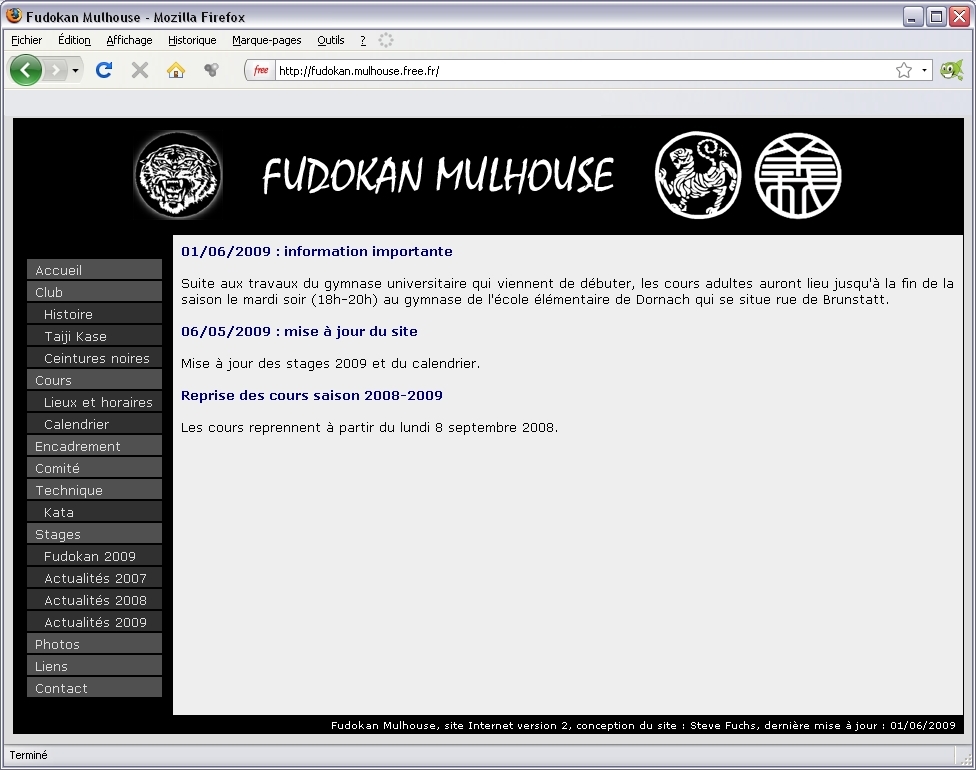 Fudokan Mulhouse - Mozilla Firefox
Fichier Édition Affichage Historique Marque-pages Outils ?
free http://fudokan.mulhouse.free.fr/
FUDOKAN MULHOUSE
Accueil
Club
Histoire
Taiji Kase
Ceintures noires
Cours
Lieux et horaires
Calendrier
Encadrement
Comité
Technique
Kata
Stages
Fudokan 2009
Actualités 2007
Actualités 2008
Actualités 2009
Photos
Liens
Contact
01/06/2009 : information importante
Suite aux travaux du gymnase universitaire qui viennent de débuter, les cours adultes auront lieu jusqu'à la fin de la
saison le mardi soir (18h-20h) au gymnase de l'école élémentaire de Dornach qui se situe rue de Brunstatt.
06/05/2009 : mise à jour du site
Mise à jour des stages 2009 et du calendrier.
Reprise des cours saison 2008-2009
Les cours reprennent à partir du lundi 8 septembre 2008.
Fudokan Mulhouse, site Internet version 2, conception du site : Steve Fuchs, dernière mise à jour : 01/06/2009
Terminé